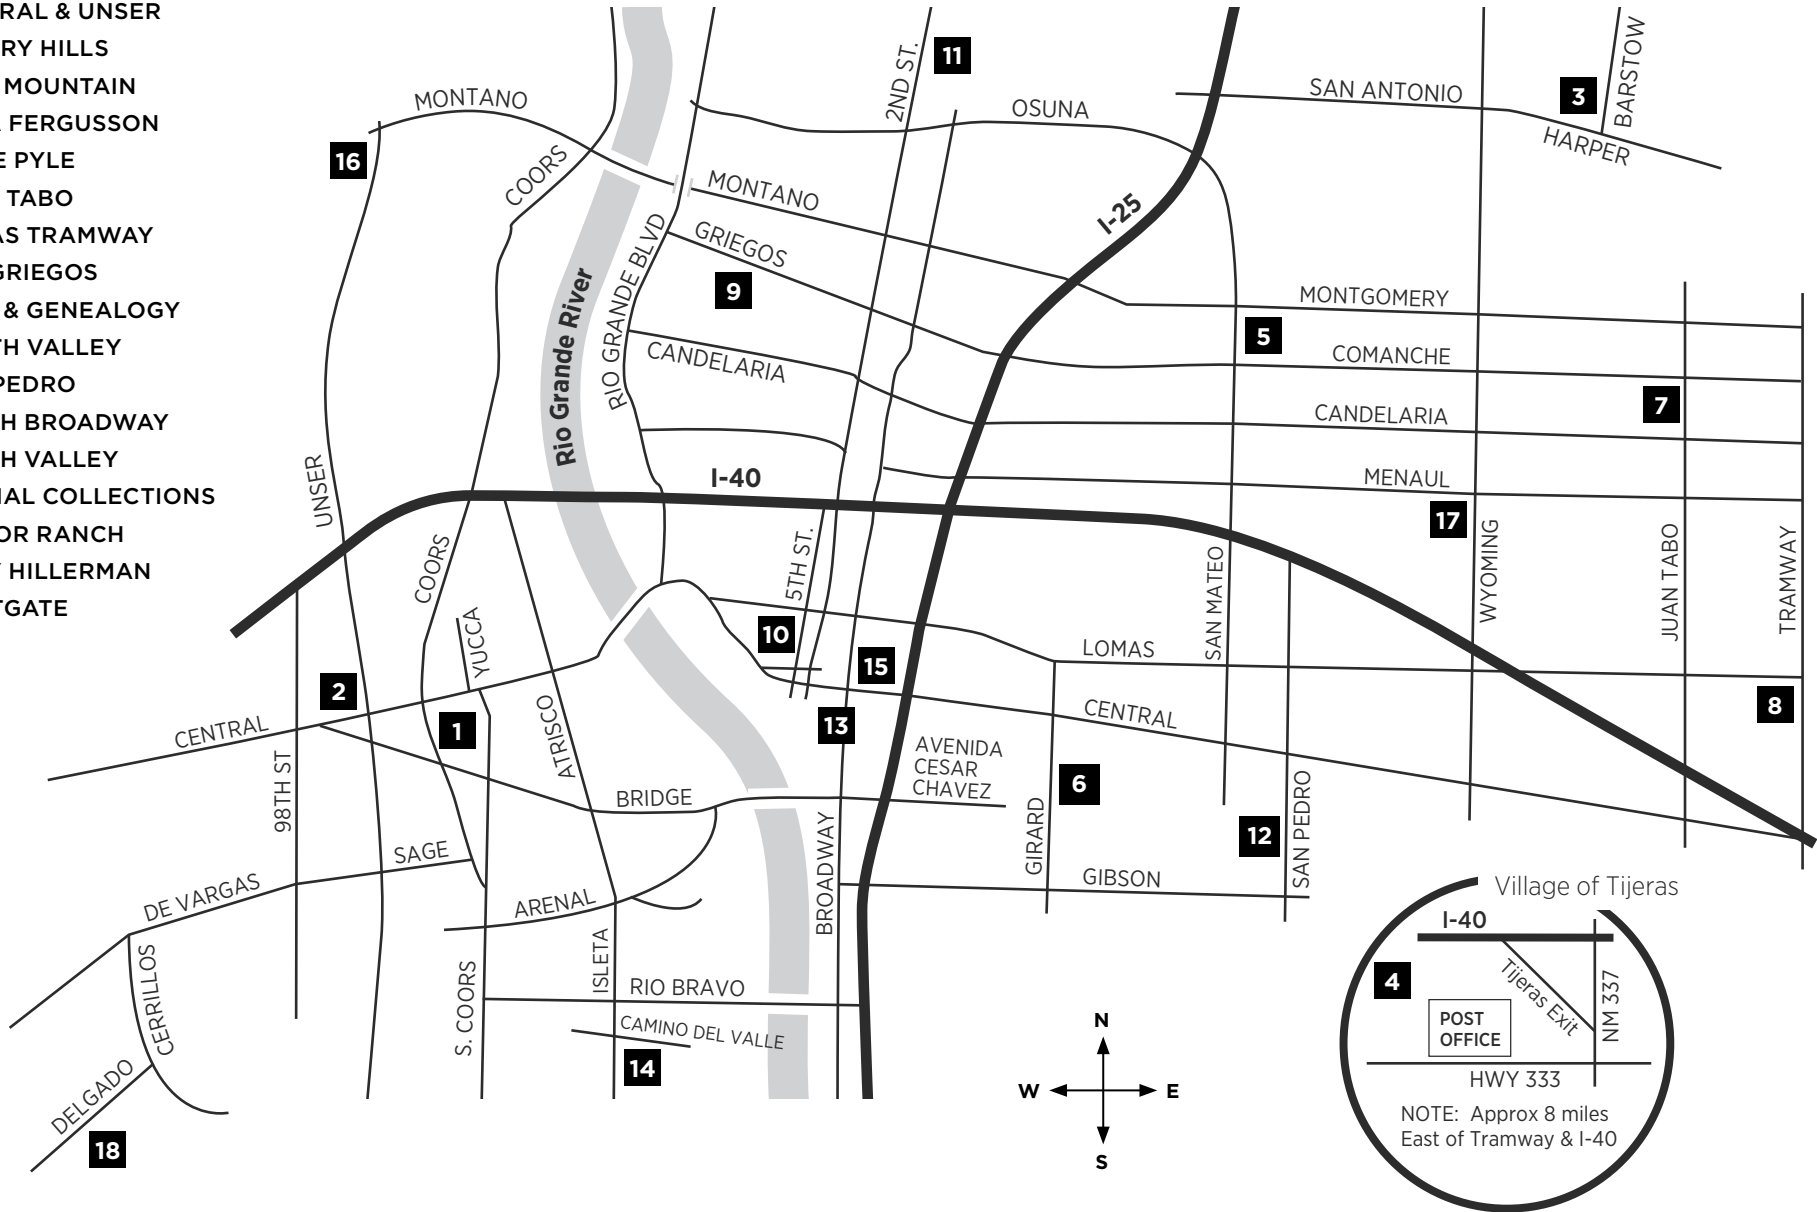 RAL & UNSER
RY HILLS
MOUNTAIN
FERGUSSON
E PYLE
TABO
AS TRAMWAY
GRIEGOS
& GENEALOGY
TH VALLEY
PEDRO
H BROADWAY
H VALLEY
IAL COLLECTIONS
OR RANCH
HILLERMAN
TGATE
11
2ND ST.
BARSTOW
SAN ANTONIO
3
HARPER
MONTANO
OSUNA
16
COORS
MONTANO
I-25
GRIEGOS
RIO GRANDE BLVD
Rio Grande River
9
MONTGOMERY
5
CANDELARIA
COMANCHE
7
CANDELARIA
UNSER
I-40
MENAUL
17
COORS
5TH ST.
SAN MATEO
WYOMING
JUAN TABO
TRAMWAY
YUCCA
10
15
LOMAS
2
1
ATRISCO
13
CENTRAL
8
CENTRAL
98TH ST
AVENIDA
CESAR
CHAVEZ
6
BRIDGE
GIRARD
12
SAN PEDRO
SAGE
BROADWAY
GIBSON
DE VARGAS
ARENAL
Village of Tijeras
I-40
CERRILLOS
S. COORS
ISLETA
RIO BRAVO
4
Tijeras Exit
NM 337
CAMINO DEL VALLE
POST
OFFICE
14
N
W
E
S
HWY 333
DELGADO
18
NOTE: Approx 8 miles
East of Tramway & I-40